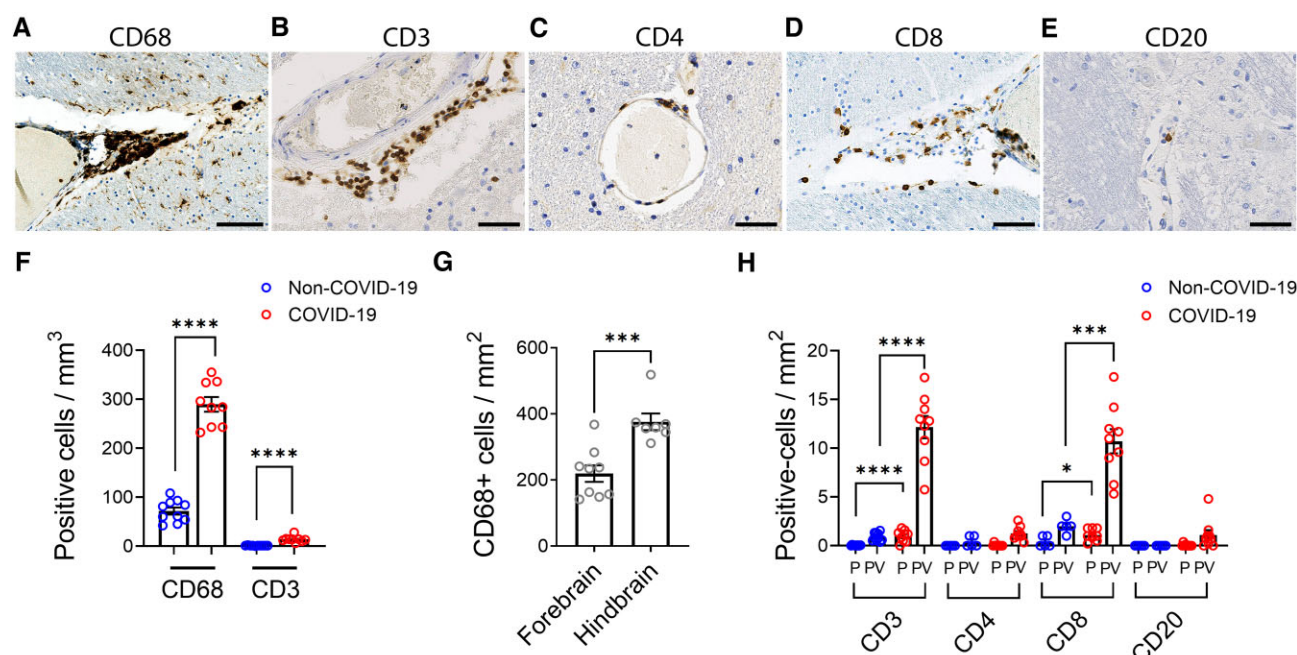 A
CD68
B
CD3
C
CD4
D
CD8
E
CD20
F
Non-COVID-19
COVID-19
Positive cells / mm³
400
300
200
100
0
****
****
CD68
CD3
G
CD68+ cells / mm²
600
400
200
0
***
Forebrain
Hindbrain
H
Non-COVID-19
COVID-19
Positive-cells / mm²
20
15
10
5
0
****
****
***
*
P PV P PV P PV P PV P PV P PV P PV P PV
CD3
CD4
CD8
CD20